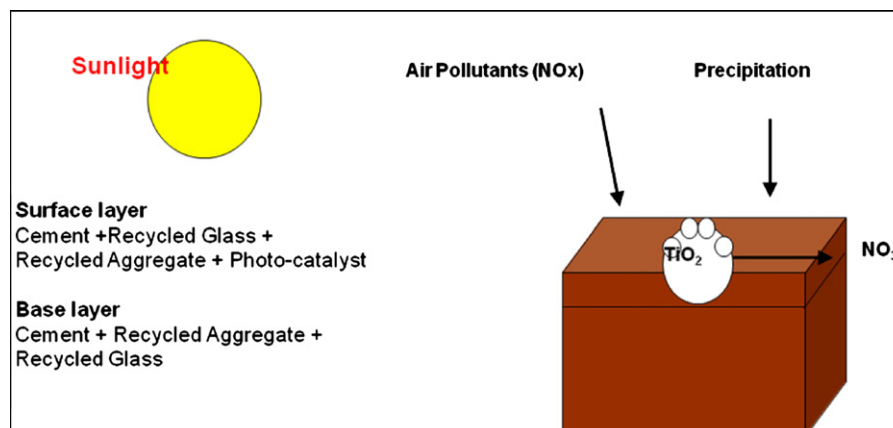 Sunlight
Air Pollutants (NOx)
Precipitation
Surface layer
Cement +Recycled Glass +
Recycled Aggregate + Photo-catalyst
Base layer
Cement + Recycled Aggregate +
Recycled Glass
TiO₂
NO